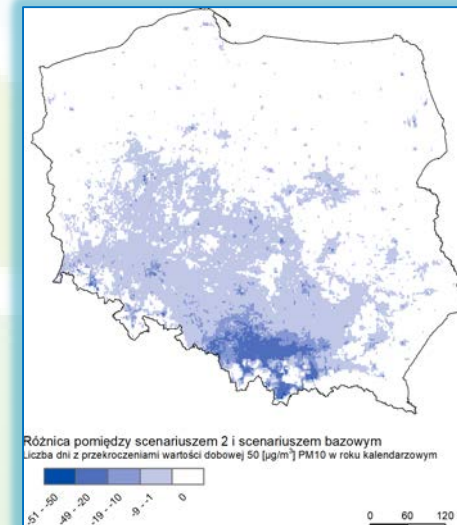 Różnica pomiędzy scenariuszem 2 i scenariuszem bazowym
Liczba dni z przekroczeniami wartości dobowej 50 [µg/m³] PM10 w roku kalendarzowym
-51 - -50
-49 - -20
-19 - -10
-9 - -1
0
0 60 120